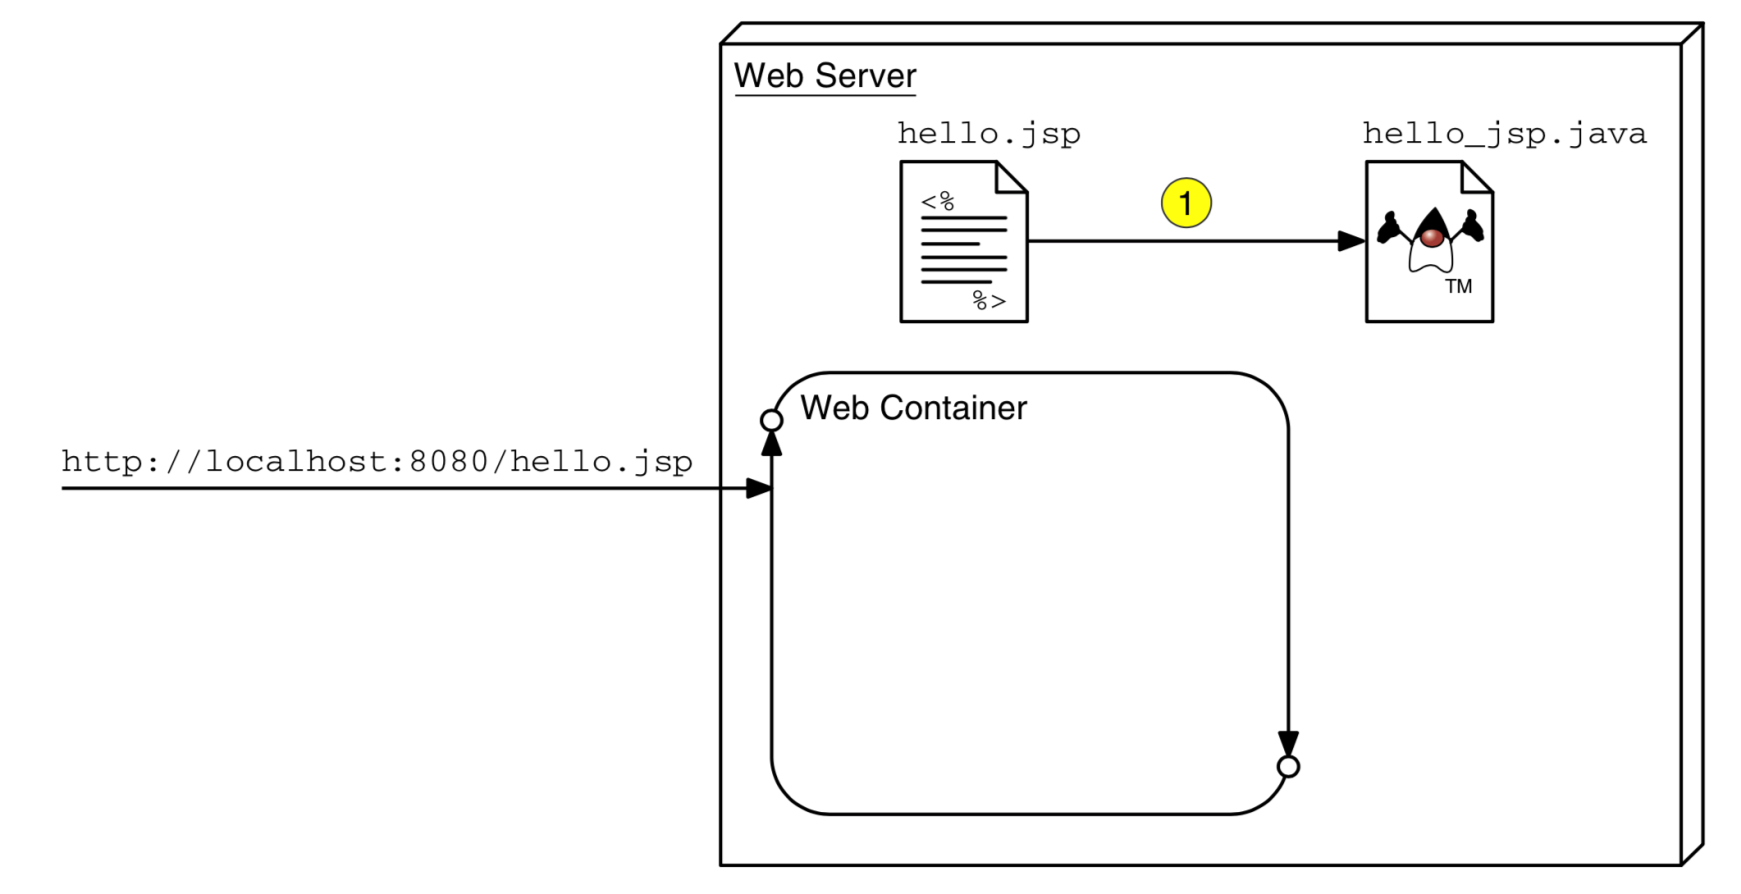 Web Server
hello.jsp
hello_jsp.java
<%
1
%>
TM
Web Container
http://localhost:8080/hello.jsp